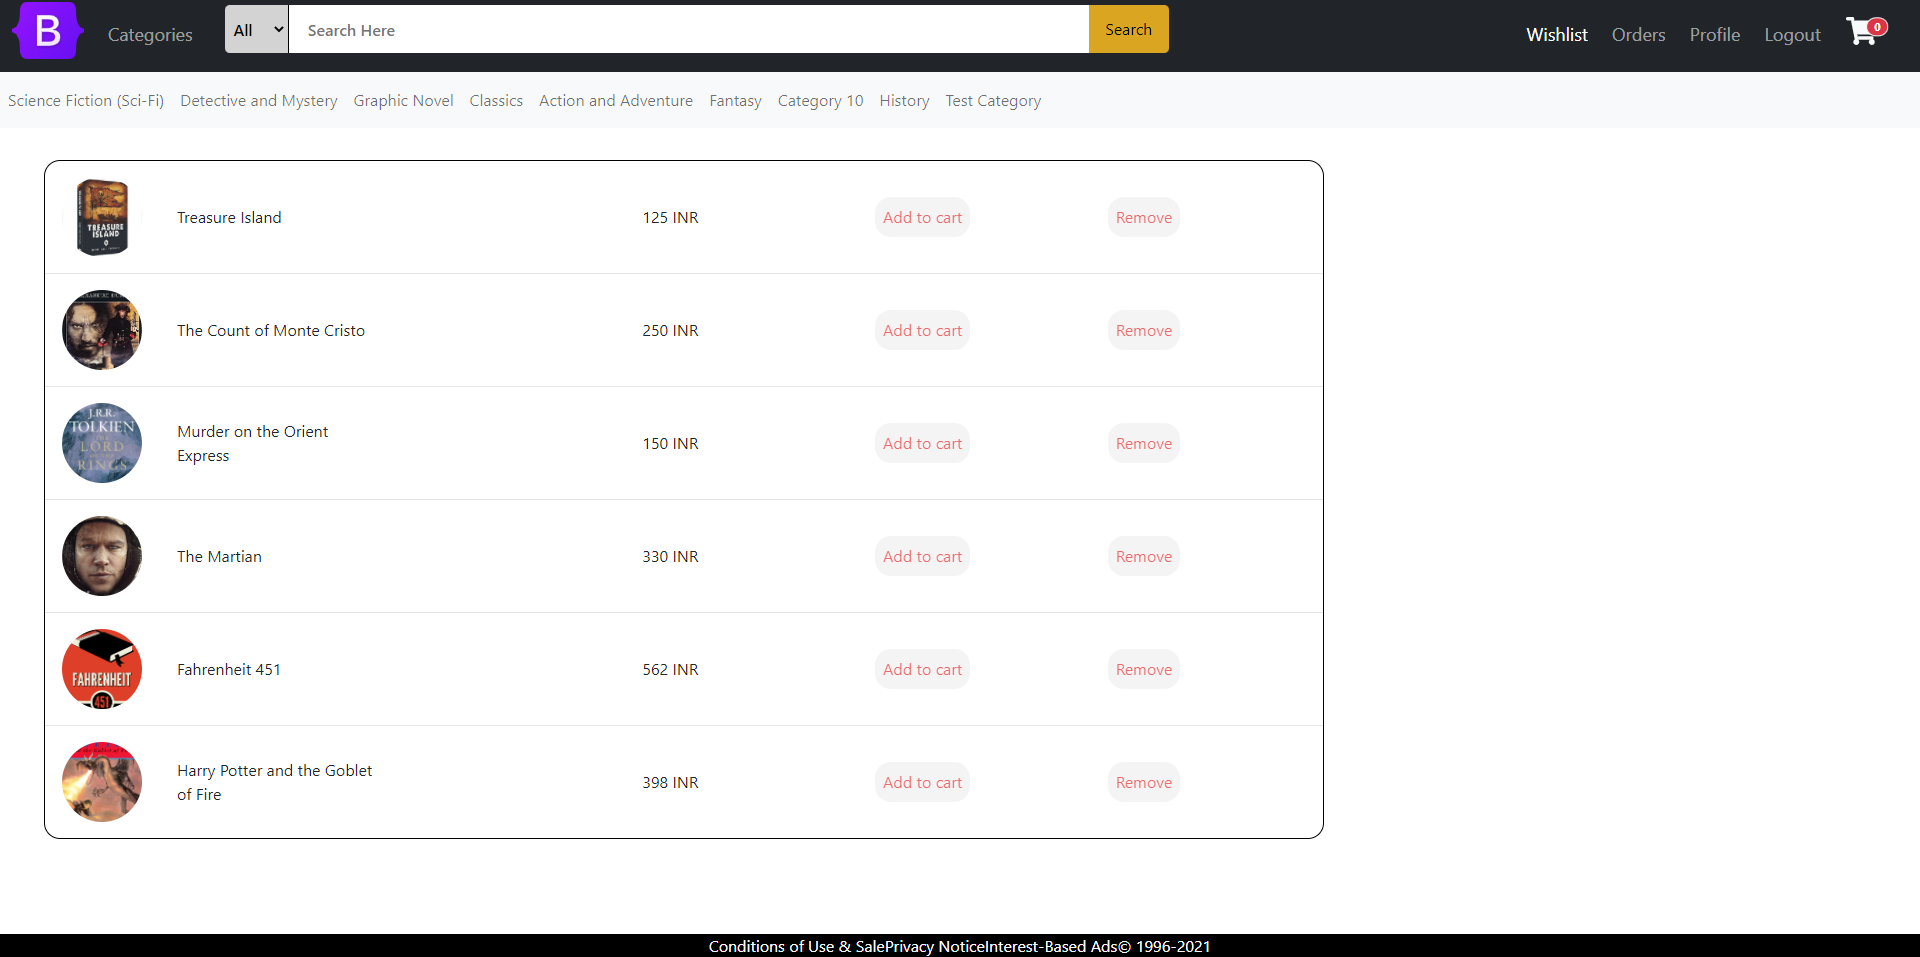 B Categories All Search Here Search Wishlist Orders Profile Logout 0
Science Fiction (Sci-Fi) Detective and Mystery Graphic Novel Classics Action and Adventure Fantasy Category 10 History Test Category
TREASURE
ISLAND
Treasure Island 125 INR Add to cart Remove
The Count of Monte Cristo 250 INR Add to cart Remove
J.R.R.
TOLKIEN
THE
LORD
OF THE
RINGS
Murder on the Orient
Express
150 INR Add to cart Remove
The Martian 330 INR Add to cart Remove
FAHRENHEIT
451
Fahrenheit 451 562 INR Add to cart Remove
Harry Potter and the Goblet
of Fire
398 INR Add to cart Remove
Conditions of Use & SalePrivacy NoticeInterest-Based Ads© 1996-2021